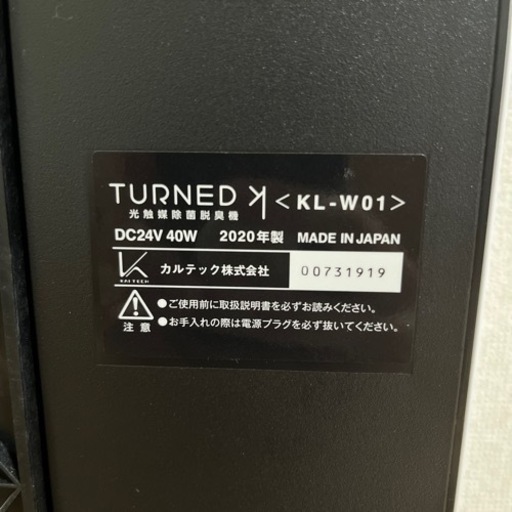 TURNED K <KL-W01>
光触媒除菌脱臭機
DC24V 40W 2020年製 MADE IN JAPAN
KALTECH カルテック株式会社 00731919
注意
●ご使用前に取扱説明書を必ずお読みください。
●お手入れの際は電源プラグを必ず抜いてください。